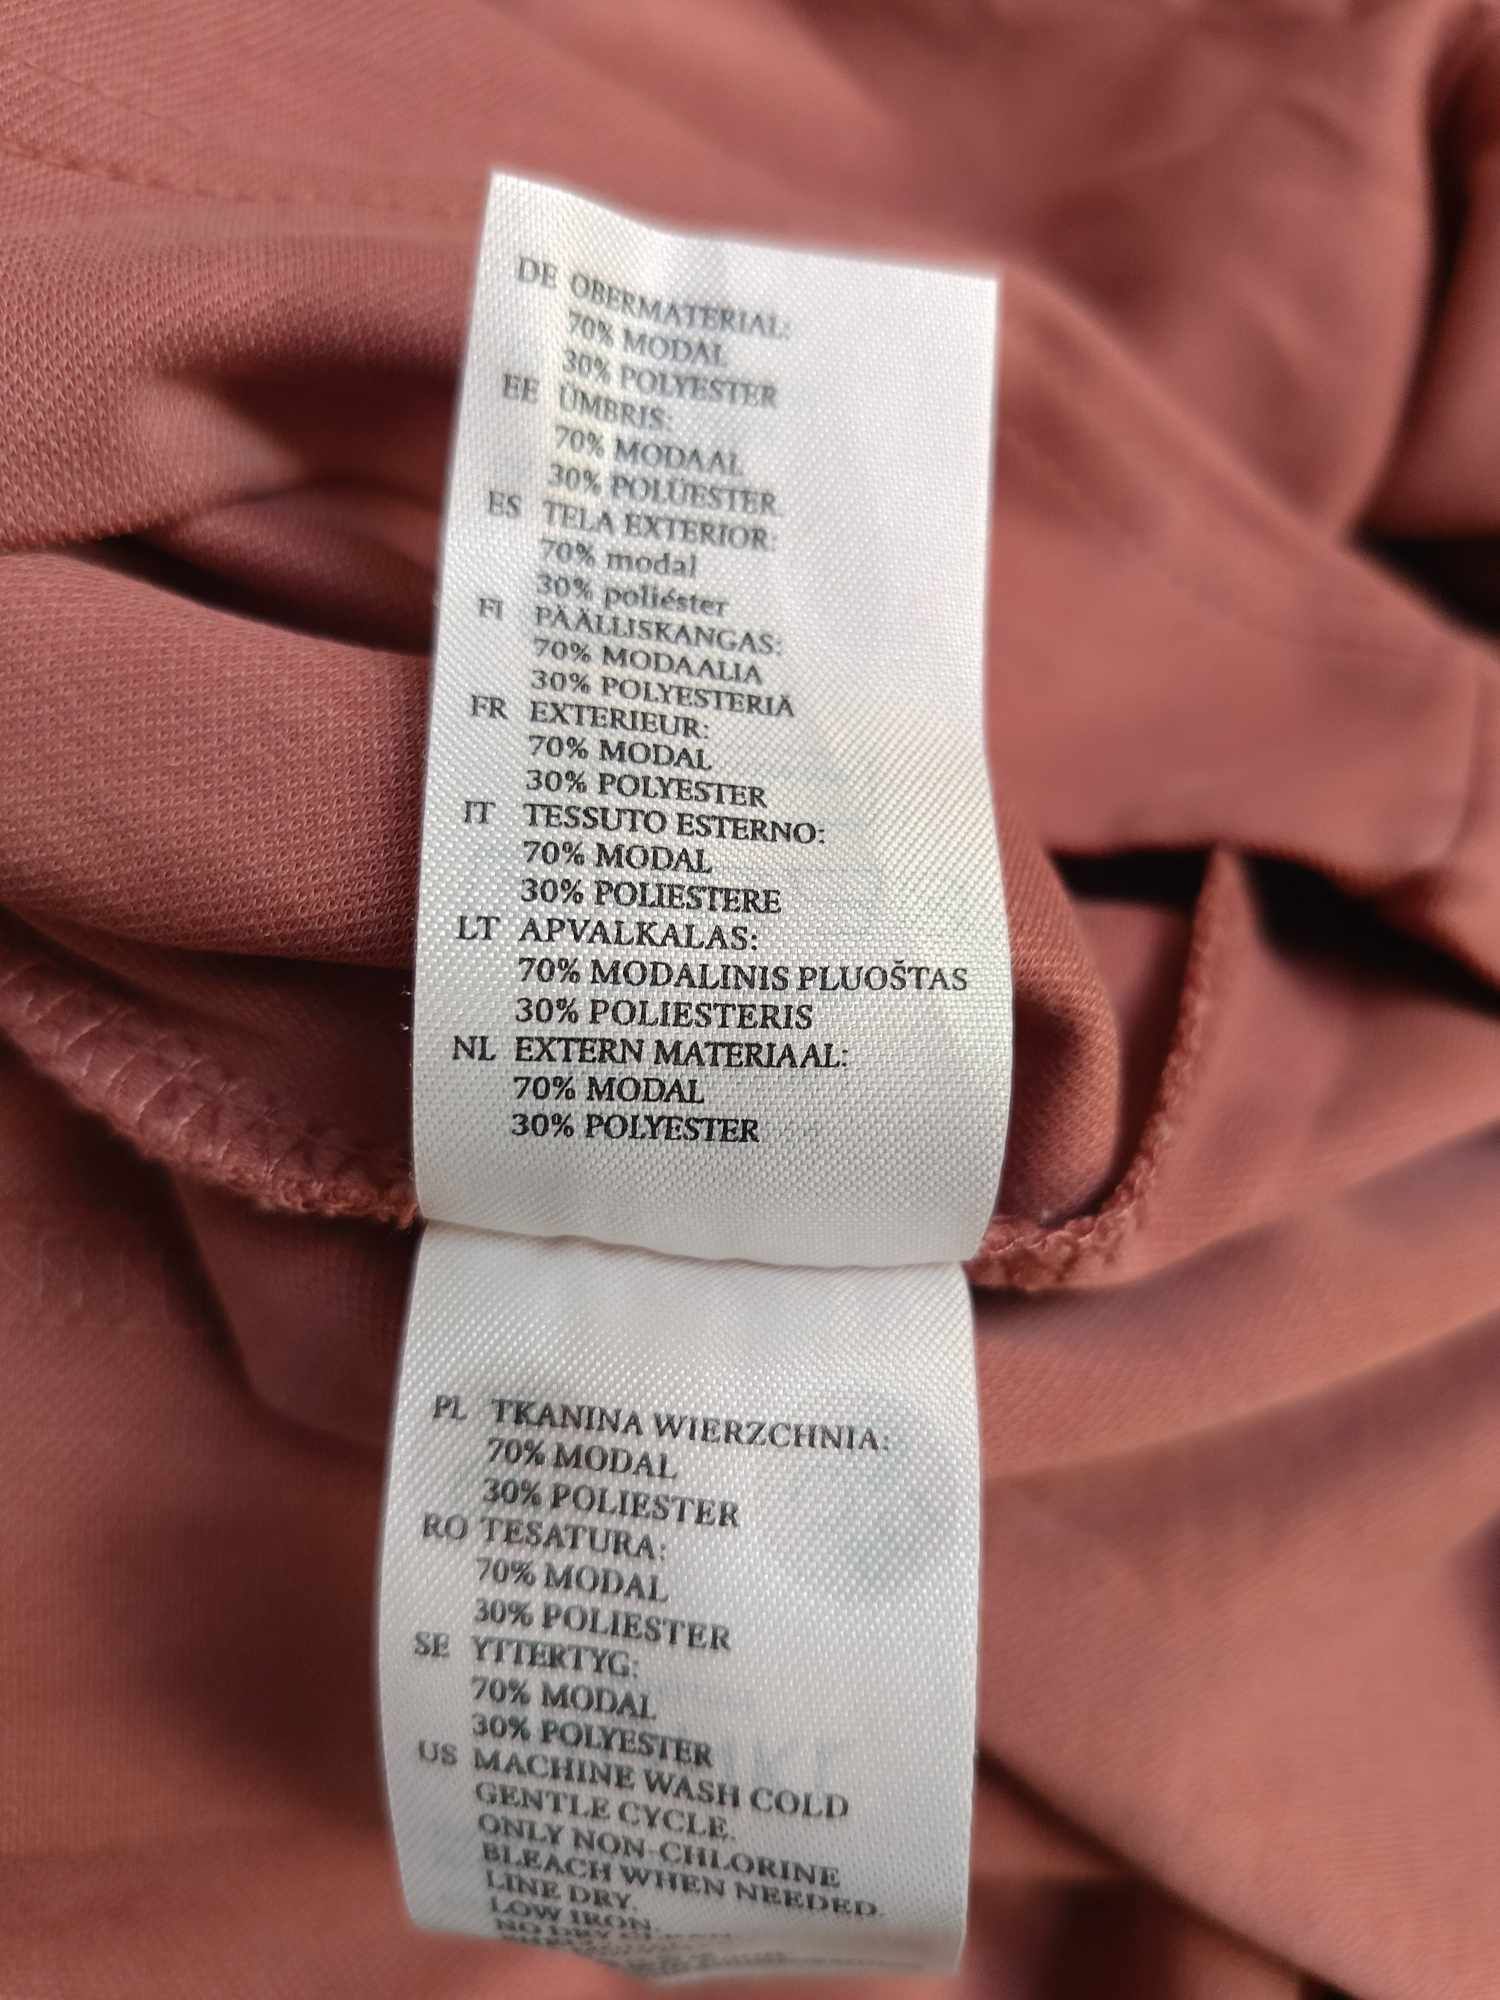 DE OBERMATERIAL:
70% MODAL
30% POLYESTER
EE ÜMBRIS:
70% MODAAL
30% POLÜESTER
ES TELA EXTERIOR:
70% modal
30% poliéster
FI PÄÄLLISKANGAS:
70% MODAALIA
30% POLYESTERIÄ
FR EXTERIEUR:
70% MODAL
30% POLYESTER
IT TESSUTO ESTERNO:
70% MODAL
30% POLIESTERE
LT APVALKALAS:
70% MODALINIS PLUOŠTAS
30% POLIESTERIS
NL EXTERN MATERIAAL:
70% MODAL
30% POLYESTER
PL TKANINA WIERZCHNIA:
70% MODAL
30% POLIESTER
RO TESATURA:
70% MODAL
30% POLIESTER
SE YTTERTYG:
70% MODAL
30% POLYESTER
US MACHINE WASH COLD
GENTLE CYCLE.
ONLY NON-CHLORINE
BLEACH WHEN NEEDED.
LINE DRY.
LOW IRON.
NO DRY